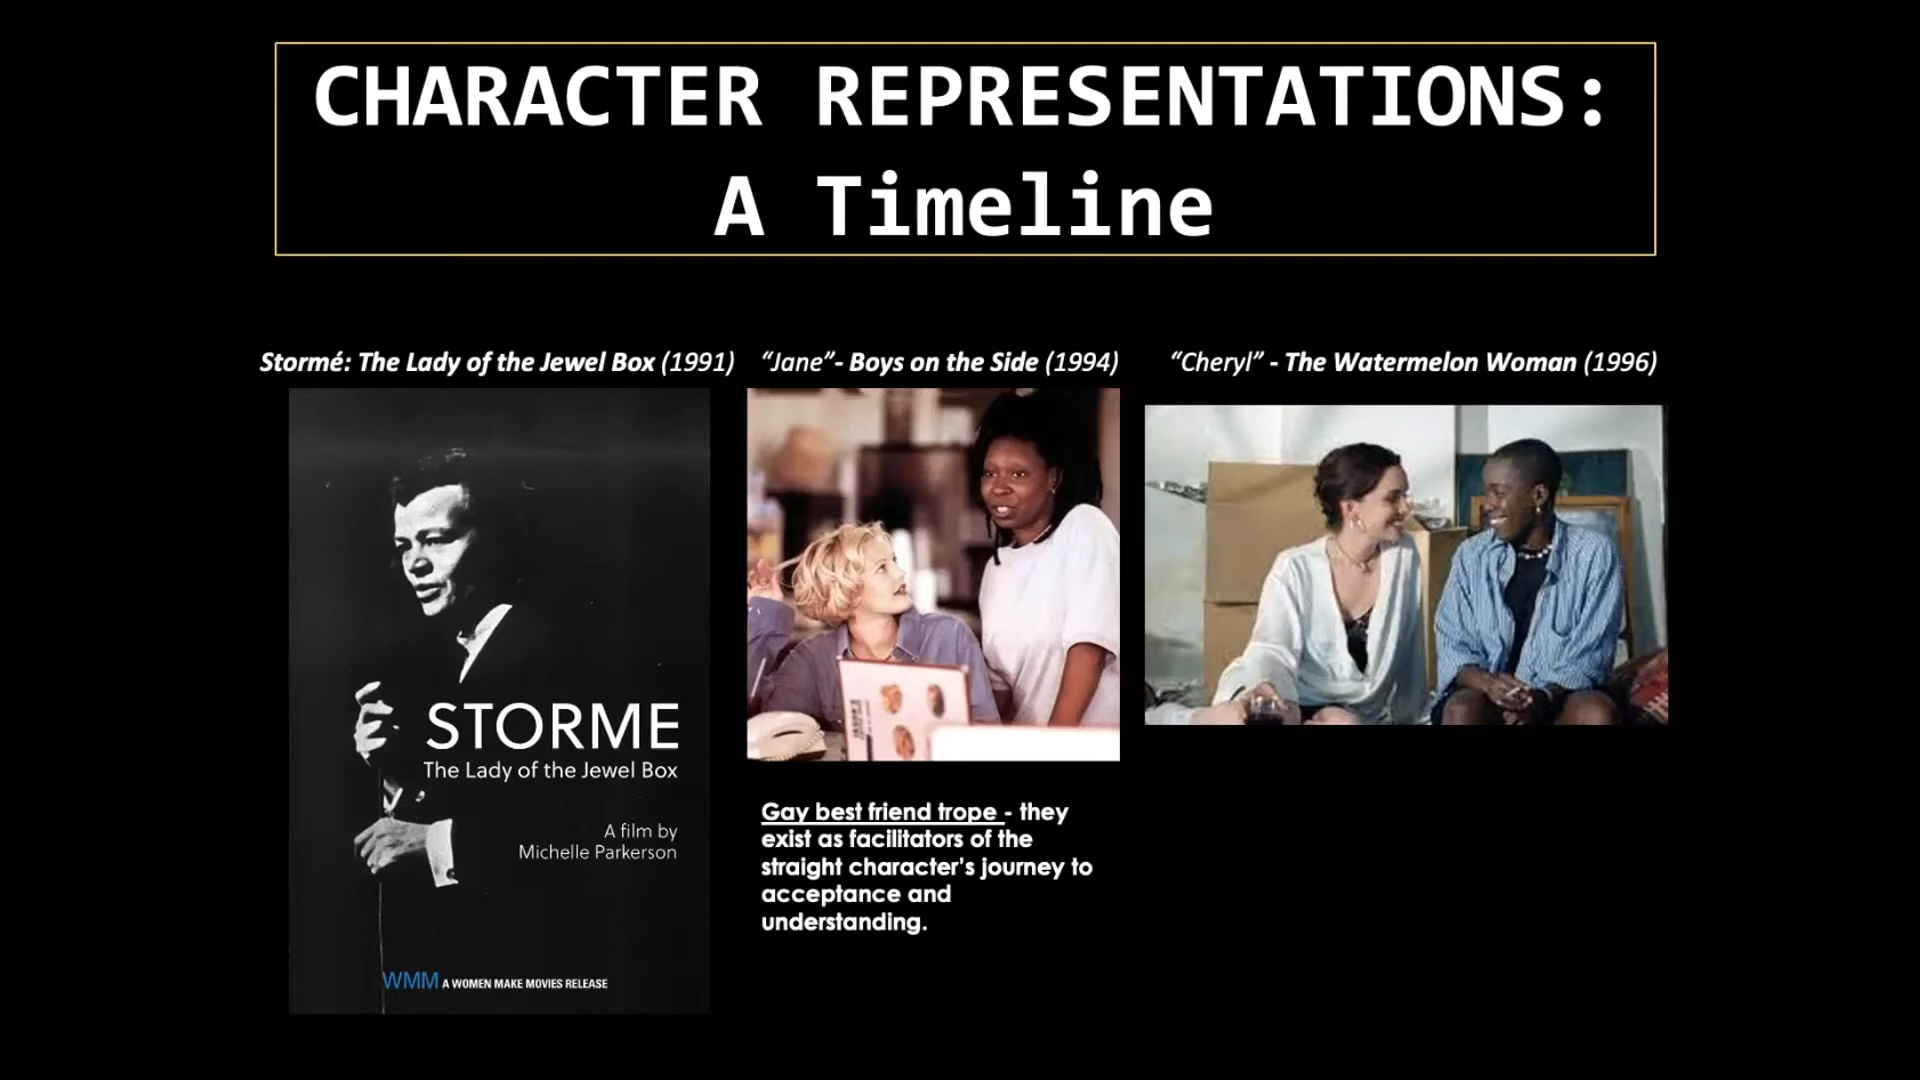 CHARACTER REPRESENTATIONS:
A Timeline
Stormé: The Lady of the Jewel Box (1991)
“Jane”- Boys on the Side (1994)
“Cheryl” - The Watermelon Woman (1996)
STORME
The Lady of the Jewel Box
A film by
Michelle Parkerson
WMM A WOMEN MAKE MOVIES RELEASE
Gay best friend trope - they
exist as facilitators of the
straight character's journey to
acceptance and
understanding.